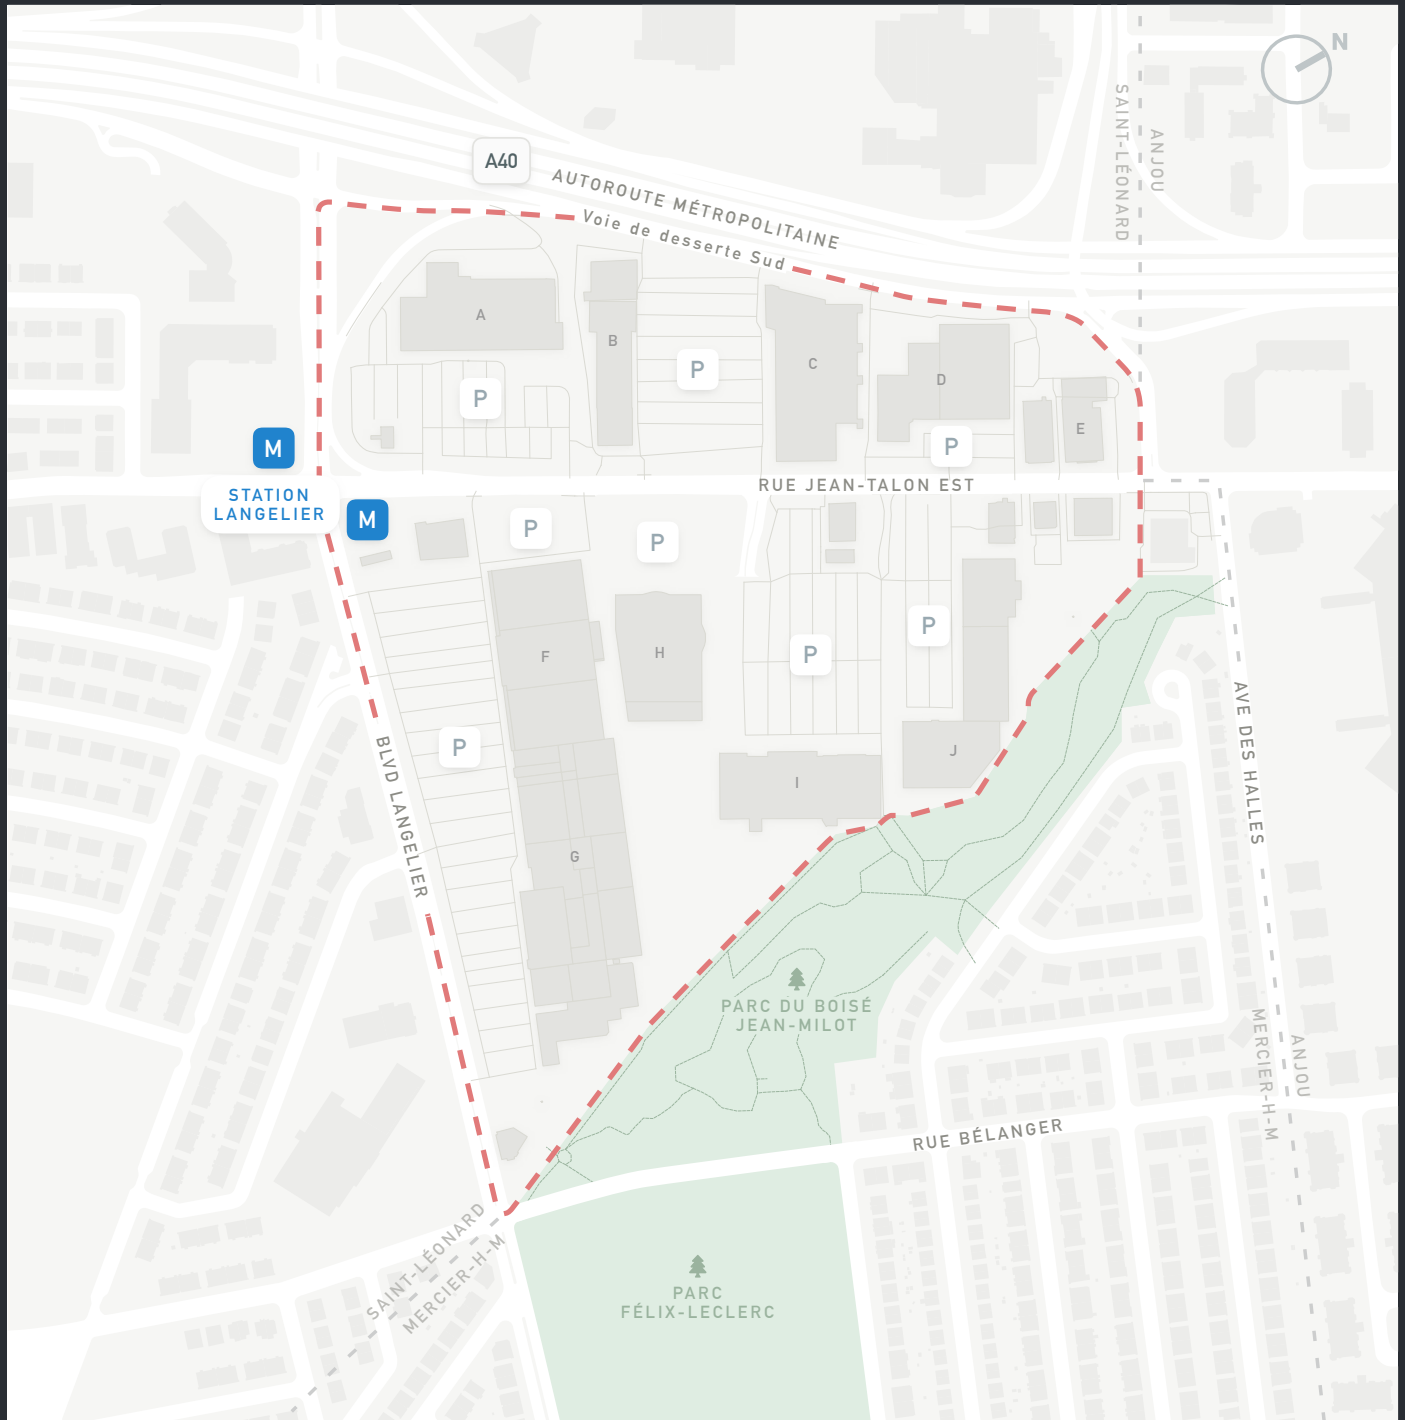 N
SAINT-LÉONARD
ANJOU
A40
AUTOROUTE MÉTROPOLITAINE
Voie de desserte Sud
A
B
C
D
E
P
P
P
M
STATION
LANGELIER
M
RUE JEAN-TALON EST
P
P
F
H
P
P
P
I
J
G
BLVD LANGELIER
AVE DES HALLES
PARC DU BOISÉ
JEAN-MILOT
MERCIER-H-M
ANJOU
RUE BÉLANGER
SAINT-LÉONARD
MERCIER-H-M
PARC
FÉLIX-LECLERC